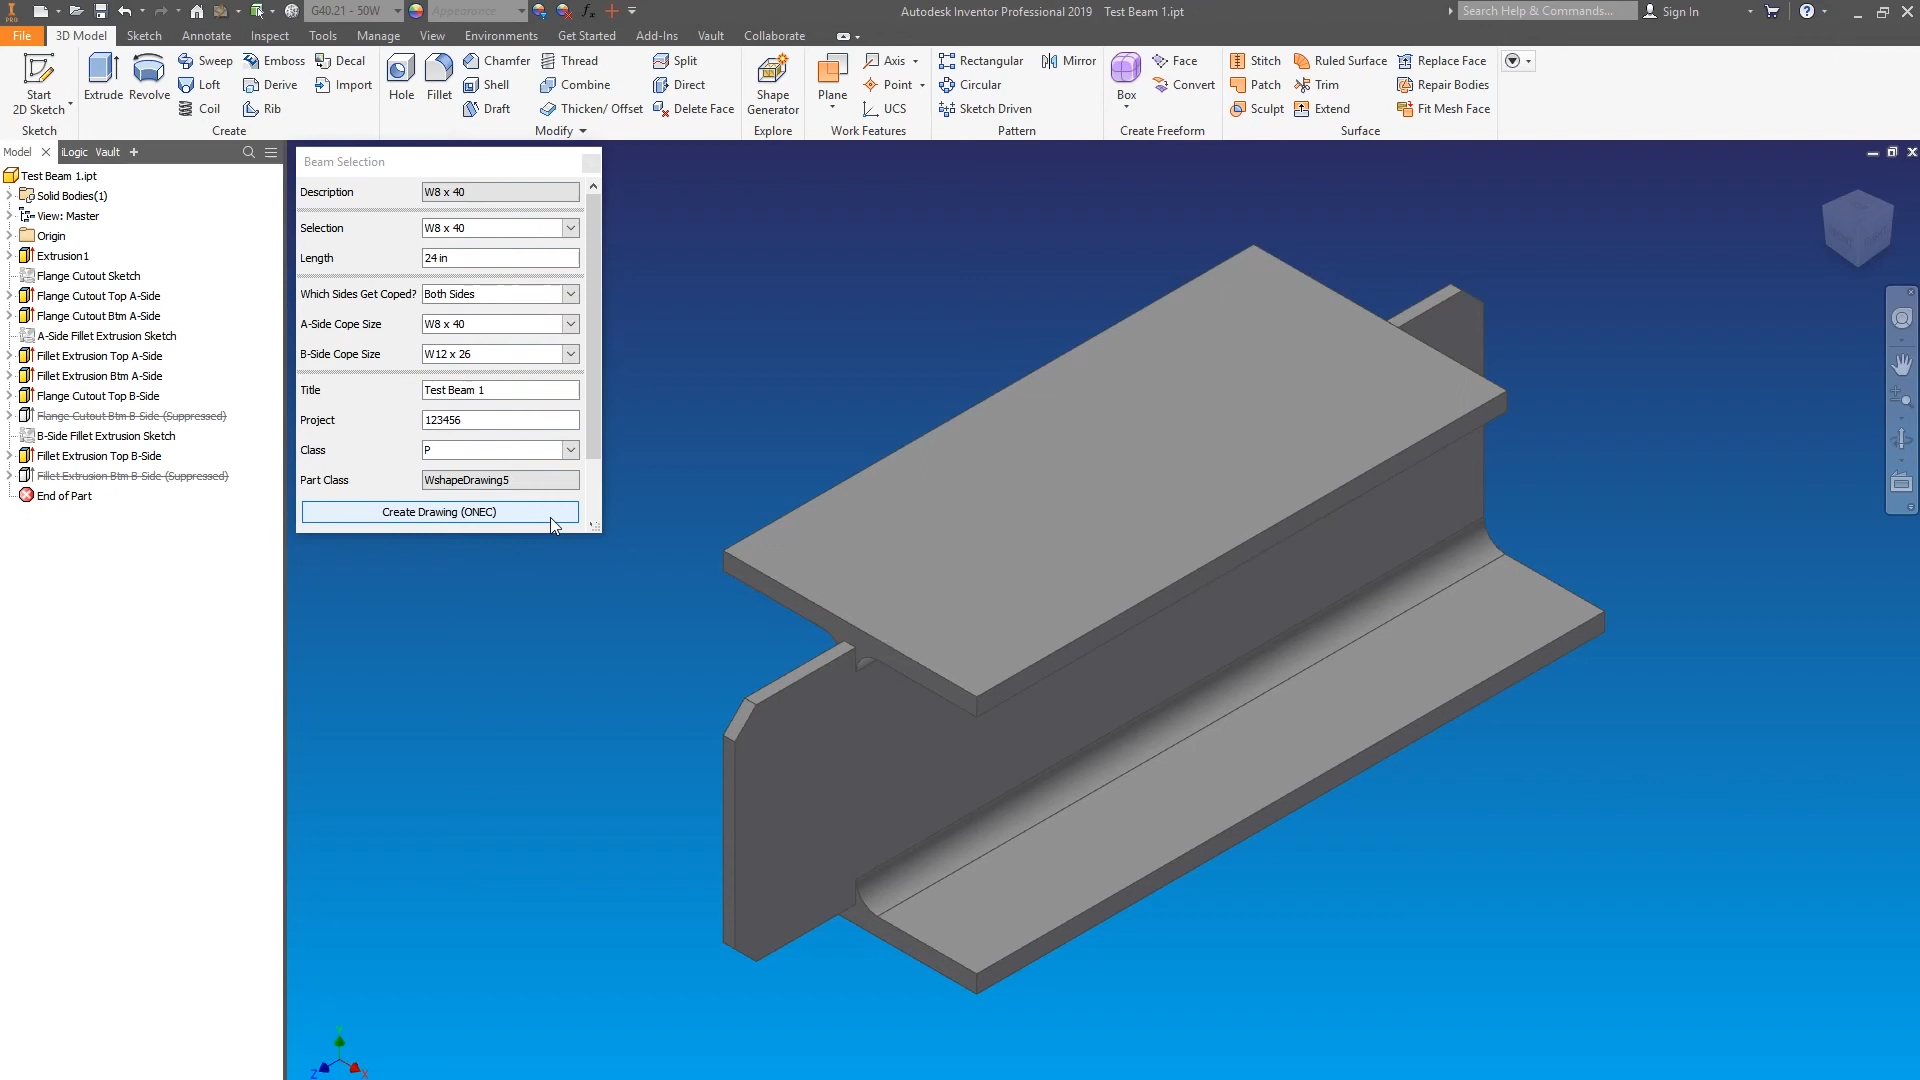 PRO
G40.21 - 50W
Appearance
fx
Autodesk Inventor Professional 2019 Test Beam 1.ipt
Search Help & Commands...
Sign In
File 3D Model Sketch Annotate Inspect Tools Manage View Environments Get Started Add-Ins Vault Collaborate
Start
2D Sketch
Sketch
Extrude
Revolve
Sweep
Emboss
Decal
Loft
Derive
Import
Coil
Rib
Create
Hole
Fillet
Chamfer
Thread
Split
Shell
Combine
Direct
Draft
Thicken/ Offset
Delete Face
Modify
Shape
Generator
Explore
Plane
Axis
Point
UCS
Work Features
Rectangular
Mirror
Circular
Sketch Driven
Pattern
Box
Face
Convert
Create Freeform
Stitch
Ruled Surface
Replace Face
Patch
Trim
Repair Bodies
Sculpt
Extend
Fit Mesh Face
Surface
Model iLogic Vault
Test Beam 1.ipt
Solid Bodies(1)
View: Master
Origin
Extrusion1
Flange Cutout Sketch
Flange Cutout Top A-Side
Flange Cutout Btm A-Side
A-Side Fillet Extrusion Sketch
Fillet Extrusion Top A-Side
Fillet Extrusion Btm A-Side
Flange Cutout Top B-Side
Flange Cutout Btm B-Side (Suppressed)
B-Side Fillet Extrusion Sketch
Fillet Extrusion Top B-Side
Fillet Extrusion Btm B-Side (Suppressed)
End of Part
Beam Selection
Description W8 x 40
Selection W8 x 40
Length 24 in
Which Sides Get Coped? Both Sides
A-Side Cope Size W8 x 40
B-Side Cope Size W12 x 26
Title Test Beam 1
Project 123456
Class P
Part Class WshapeDrawing5
Create Drawing (ONEC)
Y
Z
X